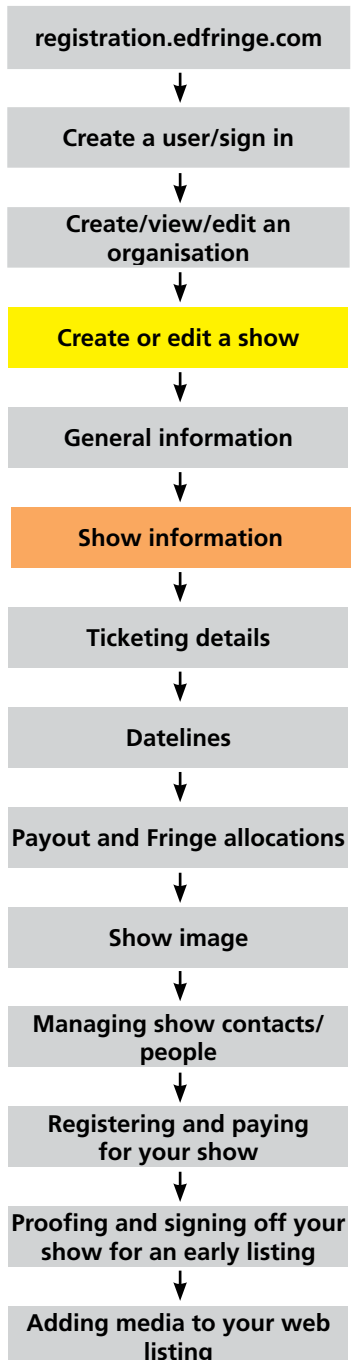 registration.edfringe.com
Create a user/sign in
Create/view/edit an
organisation
Create or edit a show
General information
Show information
Ticketing details
Datelines
Payout and Fringe allocations
Show image
Managing show contacts/
people
Registering and paying
for your show
Proofing and signing off your
show for an early listing
Adding media to your web
listing